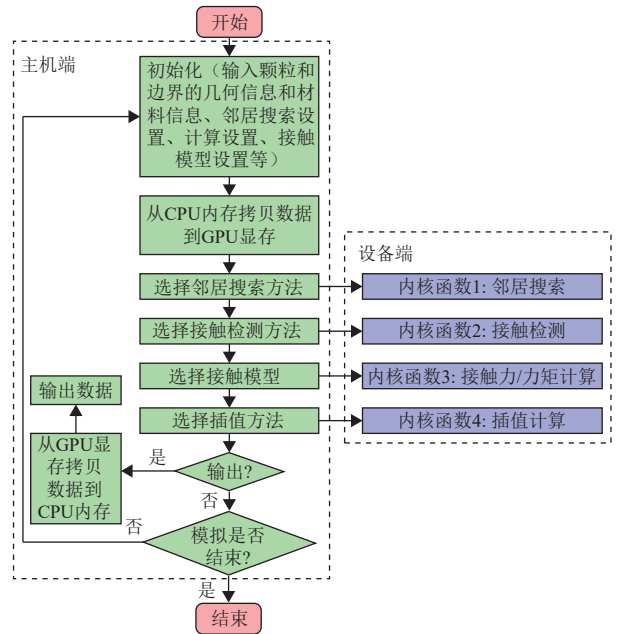 开始
主机端
初始化（输入颗粒和
边界的几何信息和材
料信息、邻居搜索设
置、计算设置、接触
模型设置等）
从CPU内存拷贝数据
到GPU显存
设备端
选择邻居搜索方法
内核函数1: 邻居搜索
选择接触检测方法
内核函数2: 接触检测
选择接触模型
内核函数3: 接触力/力矩计算
输出数据
选择插值方法
内核函数4: 插值计算
从GPU显
存拷贝
数据到
CPU内存
是
输出?
否
否
模拟是否
结束?
是
结束